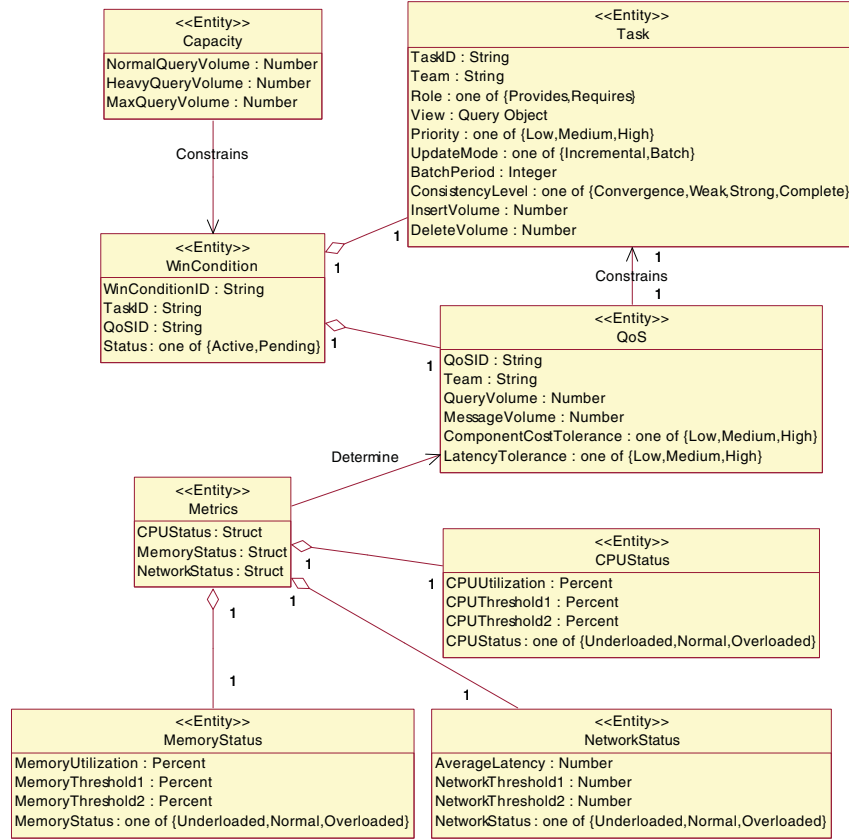 <<Entity>>
Capacity
NormalQueryVolume : Number
HeavyQueryVolume : Number
MaxQueryVolume : Number
<<Entity>>
Task
TaskID : String
Team : String
Role : one of {Provides,Requires}
View : Query Object
Priority : one of {Low,Medium,High}
UpdateMode : one of {Incremental,Batch}
BatchPeriod : Integer
ConsistencyLevel : one of {Convergence,Weak,Strong,Complete}
InsertVolume : Number
DeleteVolume : Number
Constrains
<<Entity>>
WinCondition
WinConditionID : String
TaskID : String
QoSID : String
Status : one of {Active,Pending}
1
1
1
1
1
Constrains
1
<<Entity>>
QoS
QoSID : String
Team : String
QueryVolume : Number
MessageVolume : Number
ComponentCostTolerance : one of {Low,Medium,High}
LatencyTolerance : one of {Low,Medium,High}
Determine
<<Entity>>
Metrics
CPUStatus : Struct
MemoryStatus : Struct
NetworkStatus : Struct
1
1
1
1
1
1
<<Entity>>
CPUStatus
CPUUtilization : Percent
CPUThreshold1 : Percent
CPUThreshold2 : Percent
CPUStatus : one of {Underloaded,Normal,Overloaded}
<<Entity>>
MemoryStatus
MemoryUtilization : Percent
MemoryThreshold1 : Percent
MemoryThreshold2 : Percent
MemoryStatus : one of {Underloaded,Normal,Overloaded}
<<Entity>>
NetworkStatus
AverageLatency : Number
NetworkThreshold1 : Number
NetworkThreshold2 : Number
NetworkStatus : one of {Underloaded,Normal,Overloaded}